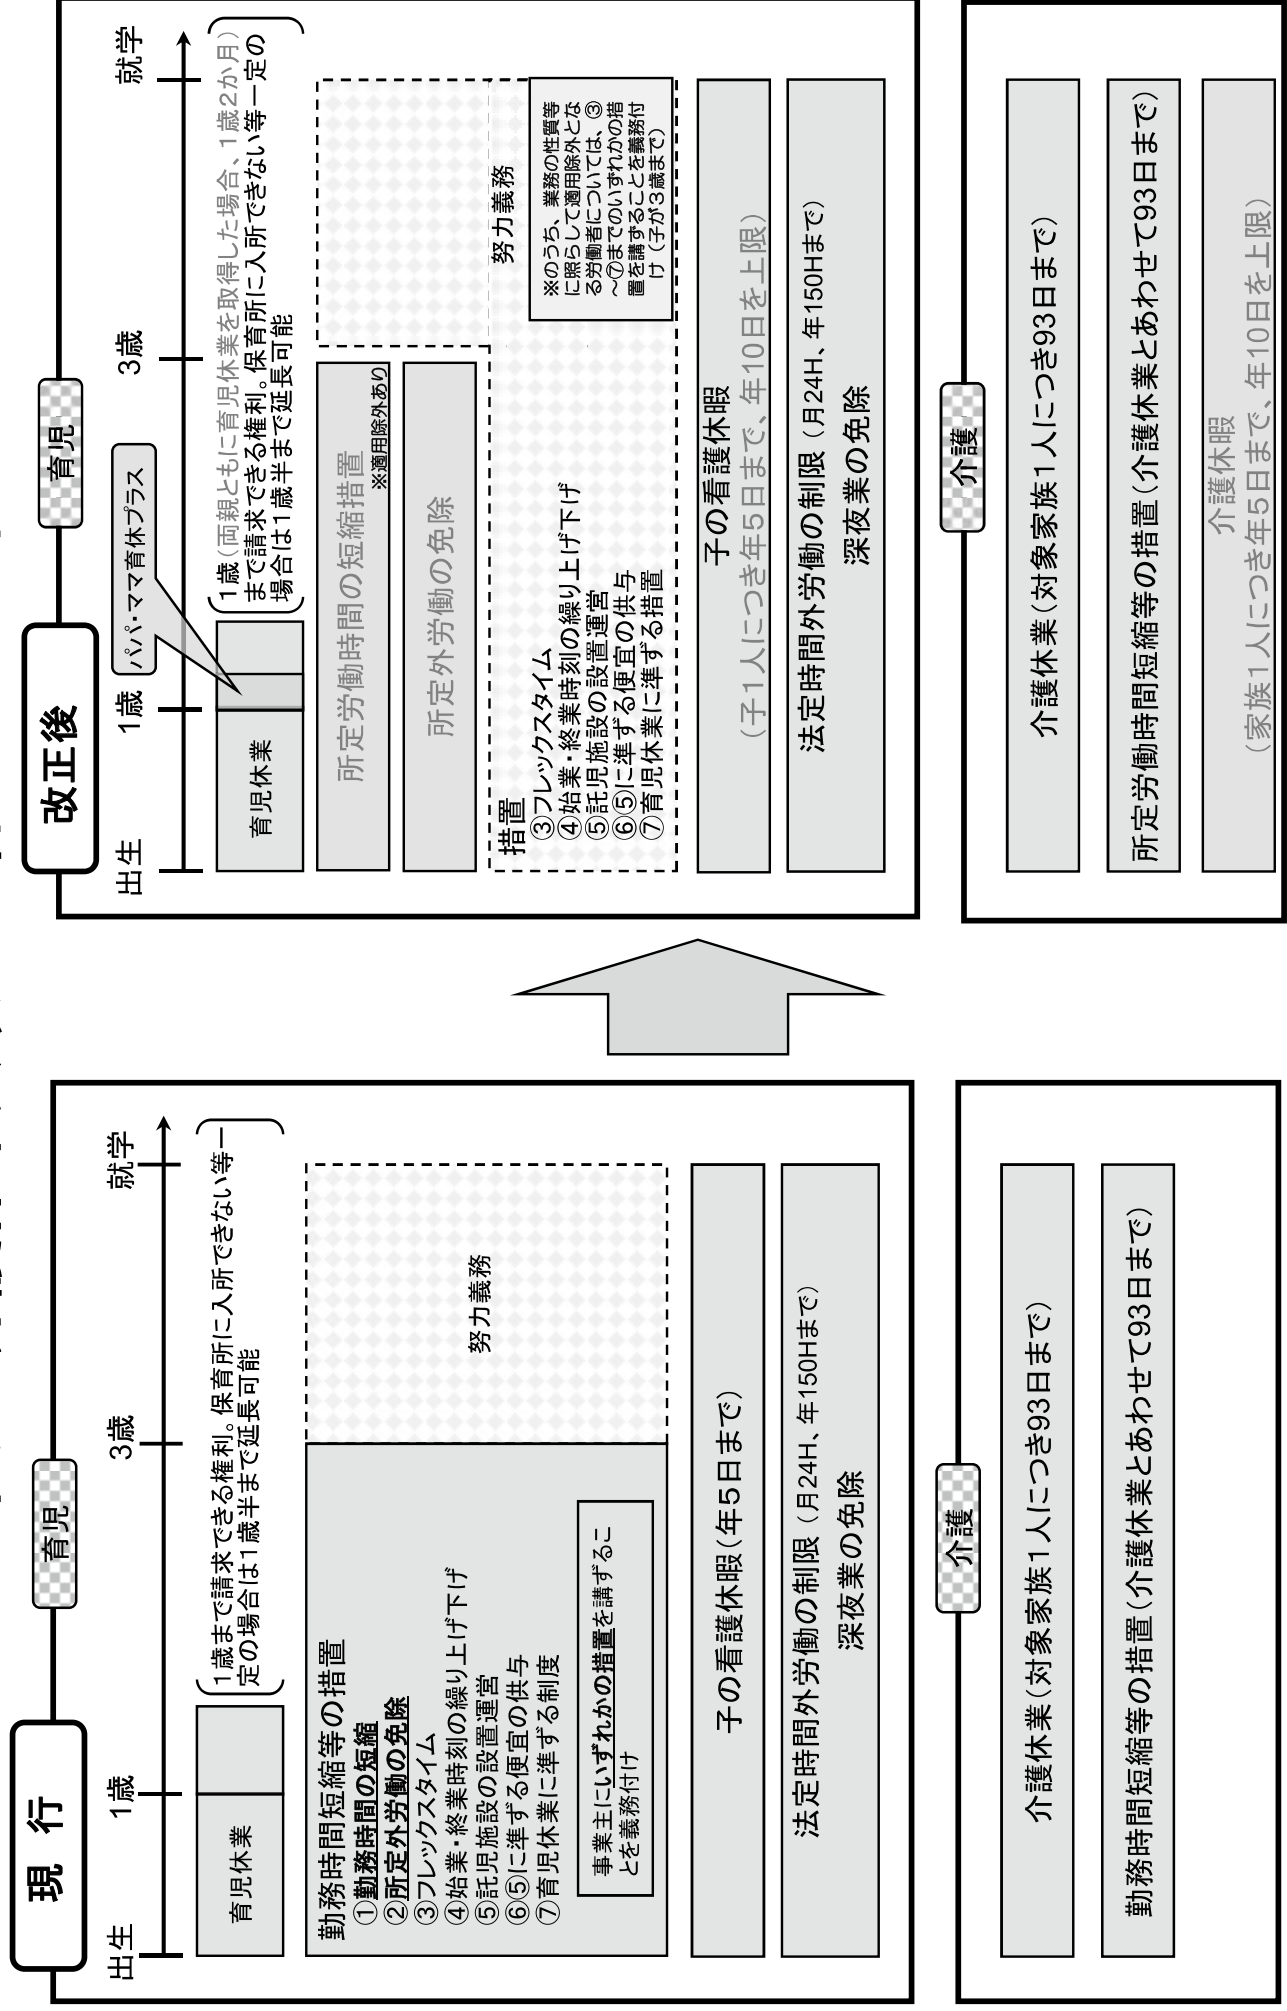 現 行
育児
出生
1歳
3歳
就学
育児休業
1歳まで請求できる権利。保育所に入所できない等一
定の場合は1歳半まで延長可能
勤務時間短縮等の措置
①勤務時間の短縮
②所定外労働の免除
③フレックスタイム
④始業・終業時刻の繰り上げ下げ
⑤託児施設の設置運営
⑥⑤に準ずる便宜の供与
⑦育児休業に準ずる制度
事業主にいずれかの措置を講ずるこ
とを義務付け
努力義務
子の看護休暇(年5日まで)
法定時間外労働の制限(月24H、年150Hまで)
深夜業の免除
介護
介護休業(対象家族1人につき93日まで)
勤務時間短縮等の措置(介護休業とあわせて93日まで)
改正後
育児
出生
1歳
3歳
就学
パパ・ママ育休プラス
育児休業
1歳(両親ともに育児休業を取得した場合、1歳2か月)
まで請求できる権利。保育所に入所できない等一定の
場合は1歳半まで延長可能
所定労働時間の短縮措置
※適用除外あり
所定外労働の免除
措置
③フレックスタイム
④始業・終業時刻の繰り上げ下げ
⑤託児施設の設置運営
⑥⑤に準ずる便宜の供与
⑦育児休業に準ずる措置
努力義務
※のうち、業務の性質等
に照らして適用除外とな
る労働者については、③
~⑦までのいずれかの措
置を講ずることを義務付
け(子が3歳まで)
子の看護休暇
(子1人につき年5日まで、年10日を上限)
法定時間外労働の制限(月24H、年150Hまで)
深夜業の免除
介護
介護休業(対象家族1人につき93日まで)
所定労働時間短縮等の措置(介護休業とあわせて93日まで)
介護休暇
(家族1人につき年5日まで、年10日を上限)